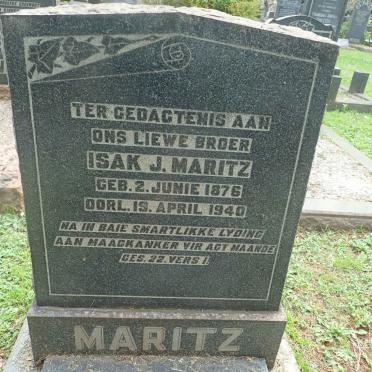 TER GEDAGTENIS AAN
ONS LIEWE BROER
ISAK J. MARITZ
GEB. 2. JUNIE 1876
OORL. 19. APRIL 1940
NA IN BAIE SMARTLIKKE LYDING
AAN MAAGKANKER VIR AGT MAANDE
GES. 22. VERS 1.
MARITZ